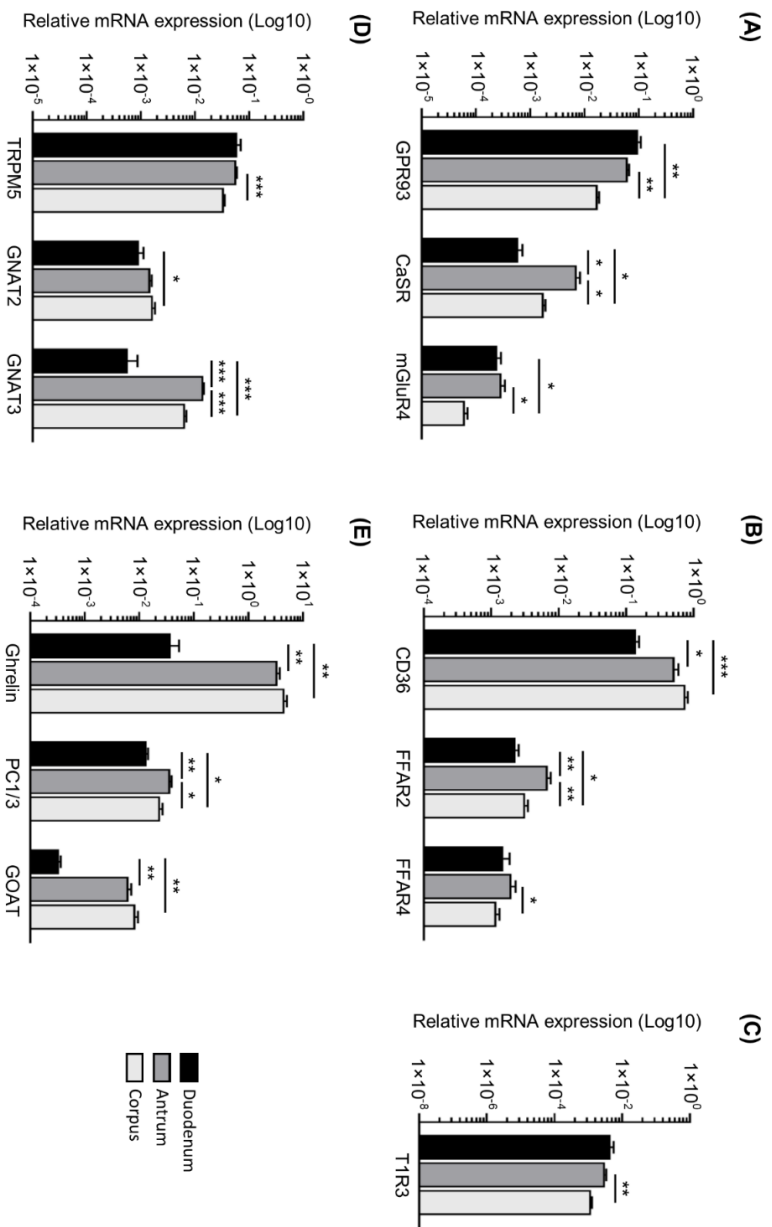 (A)
Relative mRNA expression (Log10)
1×10⁰
1×10⁻¹
1×10⁻²
1×10⁻³
1×10⁻⁴
1×10⁻⁵
**
**
*
*
*
*
*
GPR93
CaSR
mGluR4
(B)
Relative mRNA expression (Log10)
1×10⁰
1×10⁻¹
1×10⁻²
1×10⁻³
1×10⁻⁴
***
*
*
**
**
*
CD36
FFAR2
FFAR4
(C)
Relative mRNA expression (Log10)
1×10⁰
1×10⁻²
1×10⁻⁴
1×10⁻⁶
1×10⁻⁸
**
T1R3
(D)
Relative mRNA expression (Log10)
1×10⁻⁰
1×10⁻¹
1×10⁻²
1×10⁻³
1×10⁻⁴
1×10⁻⁵
***
*
***
***
***
TRPM5
GNAT2
GNAT3
(E)
Relative mRNA expression (Log10)
1×10¹
1×10⁰
1×10⁻¹
1×10⁻²
1×10⁻³
1×10⁻⁴
**
**
*
**
*
**
**
Ghrelin
PC1/3
GOAT
Duodenum
Antrum
Corpus